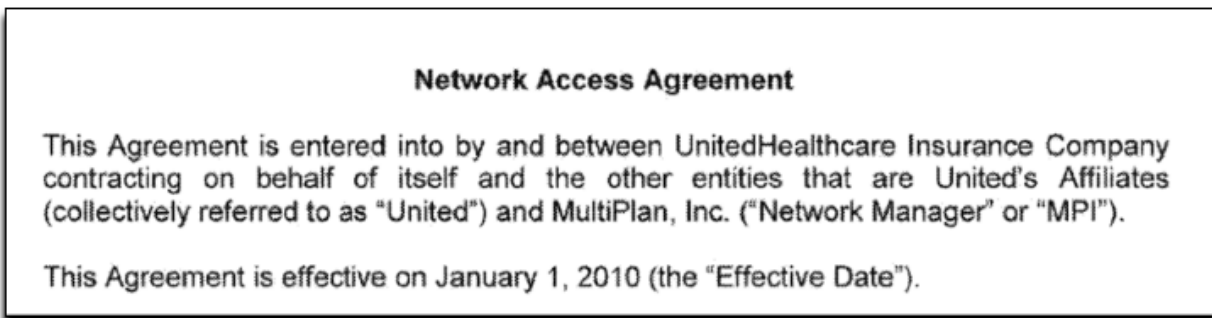 Network Access Agreement
This Agreement is entered into by and between UnitedHealthcare Insurance Company
contracting on behalf of itself and the other entities that are United's Affiliates
(collectively referred to as “United”) and MultiPlan, Inc. (“Network Manager” or “MPI”).
This Agreement is effective on January 1, 2010 (the “Effective Date”).